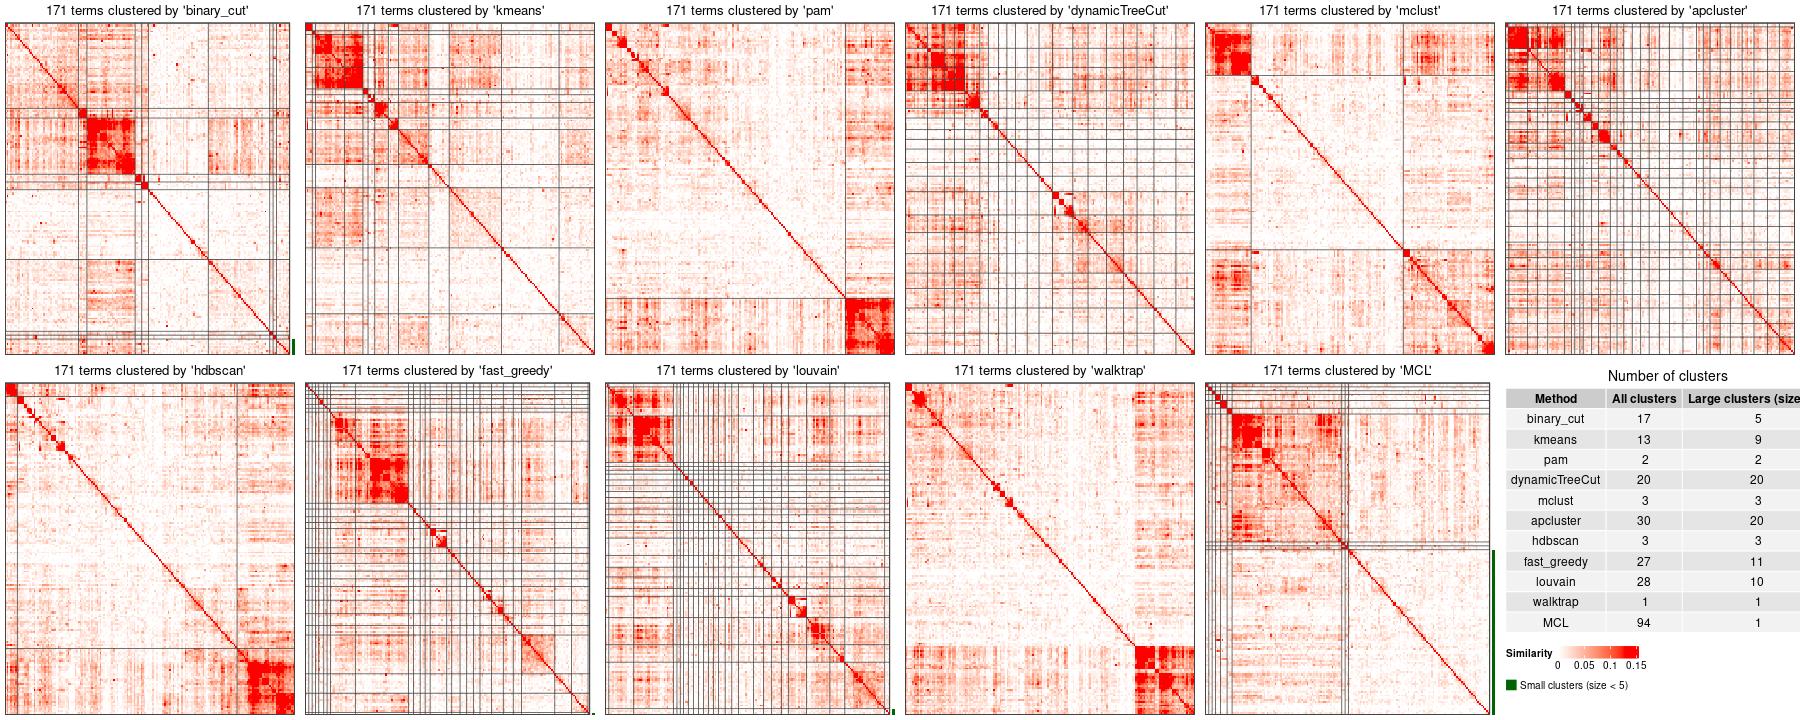 171 terms clustered by 'binary_cut'
171 terms clustered by 'kmeans'
171 terms clustered by 'pam'
171 terms clustered by 'dynamicTreeCut'
171 terms clustered by 'mclust'
171 terms clustered by 'apcluster'
171 terms clustered by 'hdbscan'
171 terms clustered by 'fast_greedy'
171 terms clustered by 'louvain'
171 terms clustered by 'walktrap'
171 terms clustered by 'MCL'
Number of clusters
Method All clusters Large clusters (size
binary_cut 17 5
kmeans 13 9
pam 2 2
dynamicTreeCut 20 20
mclust 3 3
apcluster 30 20
hdbscan 3 3
fast_greedy 27 11
louvain 28 10
walktrap 1 1
MCL 94 1
Similarity
0 0.05 0.1 0.15
Small clusters (size < 5)